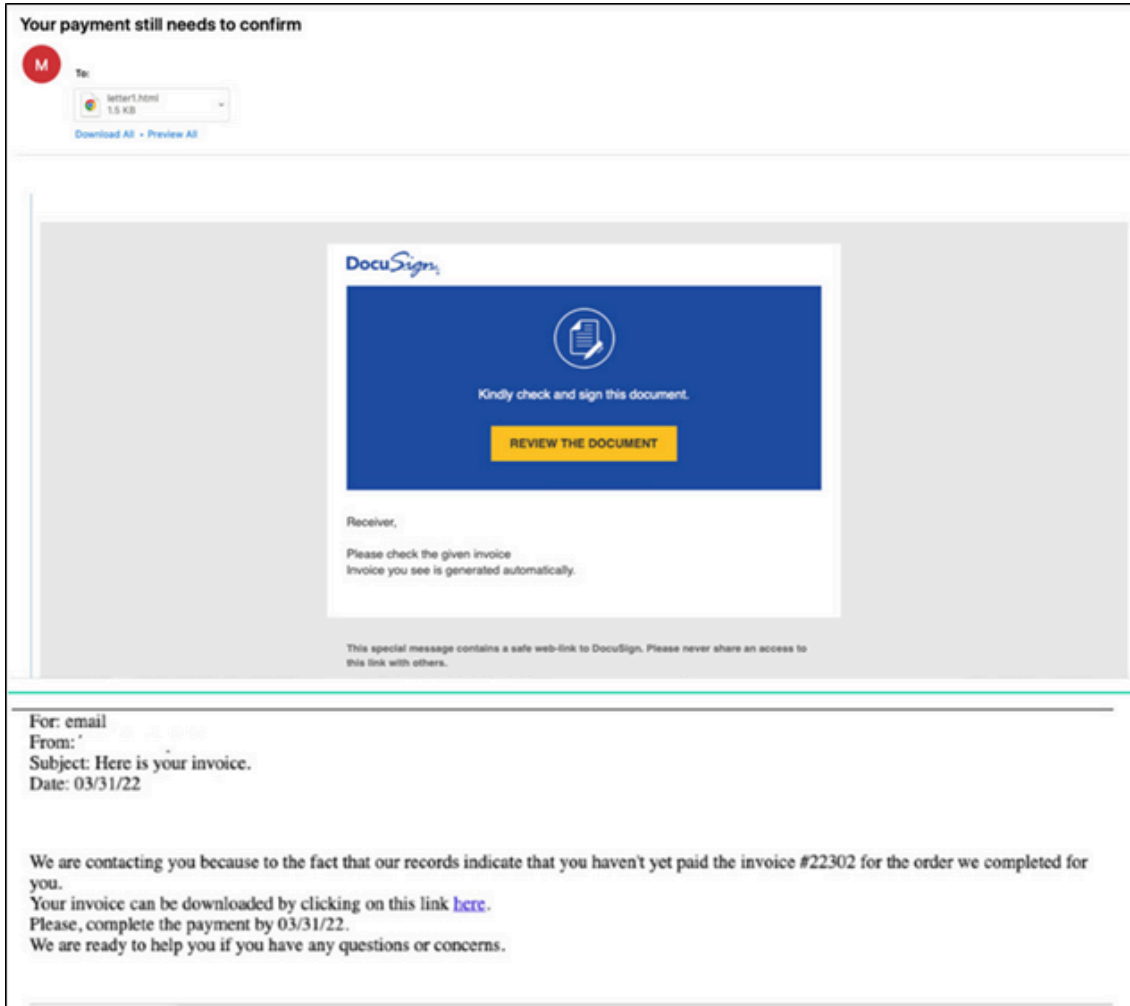 Your payment still needs to confirm
M
To:
letter1.html
1.5 KB
Download All • Preview All
DocuSign
Kindly check and sign this document.
REVIEW THE DOCUMENT
Receiver,
Please check the given invoice
Invoice you see is generated automatically.
This special message contains a safe web-link to DocuSign. Please never share an access to
this link with others.
For: email
From:
Subject: Here is your invoice.
Date: 03/31/22
We are contacting you because to the fact that our records indicate that you haven't yet paid the invoice #22302 for the order we completed for
you.
Your invoice can be downloaded by clicking on this link here.
Please, complete the payment by 03/31/22.
We are ready to help you if you have any questions or concerns.